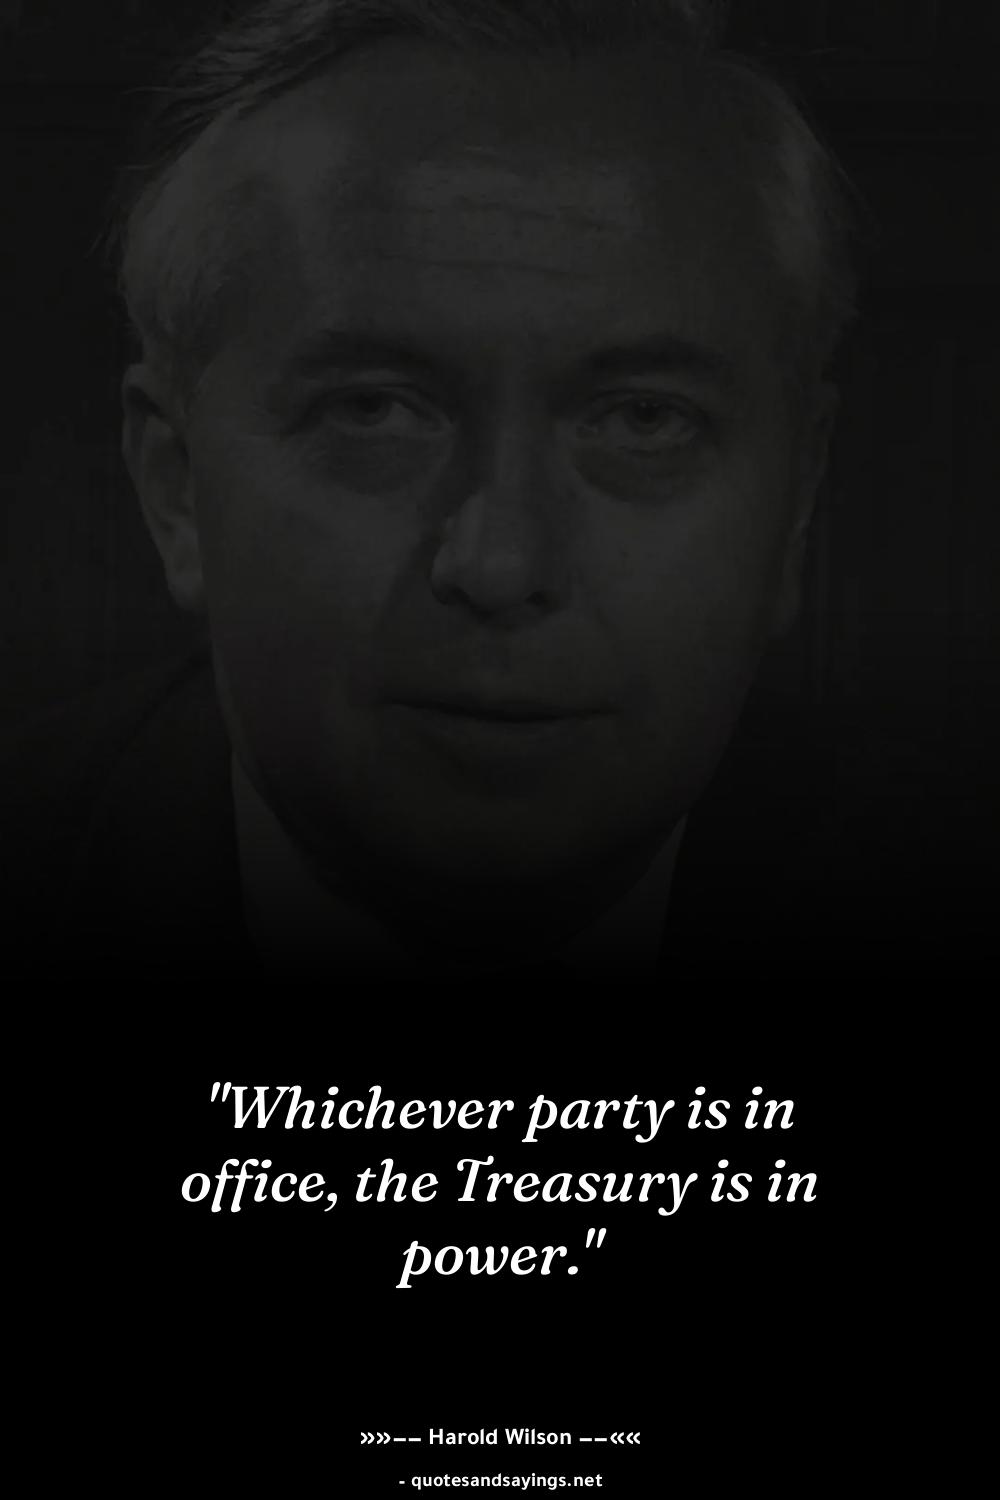 "Whichever party is in
office, the Treasury is in
power."
»»−− Harold Wilson −−««
- quotesandsayings.net